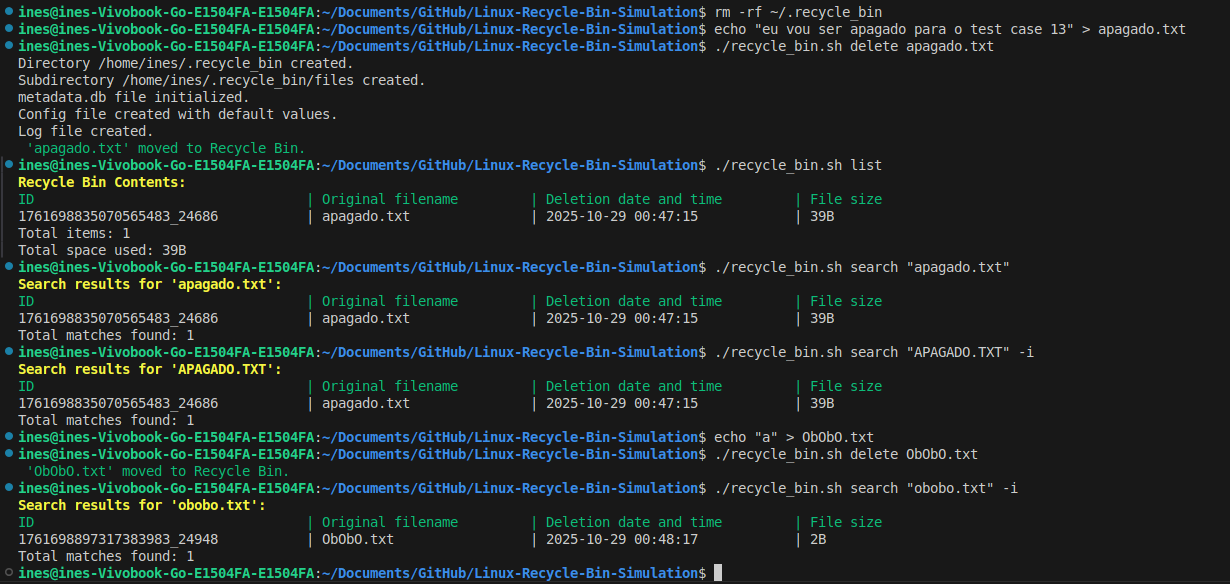 ines@ines-Vivobook-Go-E1504FA-E1504FA:~/Documents/GitHub/Linux-Recycle-Bin-Simulation$ rm -rf ~/.recycle_bin
ines@ines-Vivobook-Go-E1504FA-E1504FA:~/Documents/GitHub/Linux-Recycle-Bin-Simulation$ echo "eu vou ser apagado para o test case 13" > apagado.txt
ines@ines-Vivobook-Go-E1504FA-E1504FA:~/Documents/GitHub/Linux-Recycle-Bin-Simulation$ ./recycle_bin.sh delete apagado.txt
Directory /home/ines/.recycle_bin created.
Subdirectory /home/ines/.recycle_bin/files created.
metadata.db file initialized.
Config file created with default values.
Log file created.
'apagado.txt' moved to Recycle Bin.
ines@ines-Vivobook-Go-E1504FA-E1504FA:~/Documents/GitHub/Linux-Recycle-Bin-Simulation$ ./recycle_bin.sh list
Recycle Bin Contents:
ID | Original filename | Deletion date and time | File size
1761698835070565483_24686 | apagado.txt | 2025-10-29 00:47:15 | 39B
Total items: 1
Total space used: 39B
ines@ines-Vivobook-Go-E1504FA-E1504FA:~/Documents/GitHub/Linux-Recycle-Bin-Simulation$ ./recycle_bin.sh search "apagado.txt"
Search results for 'apagado.txt':
ID | Original filename | Deletion date and time | File size
1761698835070565483_24686 | apagado.txt | 2025-10-29 00:47:15 | 39B
Total matches found: 1
ines@ines-Vivobook-Go-E1504FA-E1504FA:~/Documents/GitHub/Linux-Recycle-Bin-Simulation$ ./recycle_bin.sh search "APAGADO.TXT" -i
Search results for 'APAGADO.TXT':
ID | Original filename | Deletion date and time | File size
1761698835070565483_24686 | apagado.txt | 2025-10-29 00:47:15 | 39B
Total matches found: 1
ines@ines-Vivobook-Go-E1504FA-E1504FA:~/Documents/GitHub/Linux-Recycle-Bin-Simulation$ echo "a" > ObObO.txt
ines@ines-Vivobook-Go-E1504FA-E1504FA:~/Documents/GitHub/Linux-Recycle-Bin-Simulation$ ./recycle_bin.sh delete ObObO.txt
'ObObO.txt' moved to Recycle Bin.
ines@ines-Vivobook-Go-E1504FA-E1504FA:~/Documents/GitHub/Linux-Recycle-Bin-Simulation$ ./recycle_bin.sh search "obobo.txt" -i
Search results for 'obobo.txt':
ID | Original filename | Deletion date and time | File size
1761698897317383983_24948 | ObObO.txt | 2025-10-29 00:48:17 | 2B
Total matches found: 1
ines@ines-Vivobook-Go-E1504FA-E1504FA:~/Documents/GitHub/Linux-Recycle-Bin-Simulation$